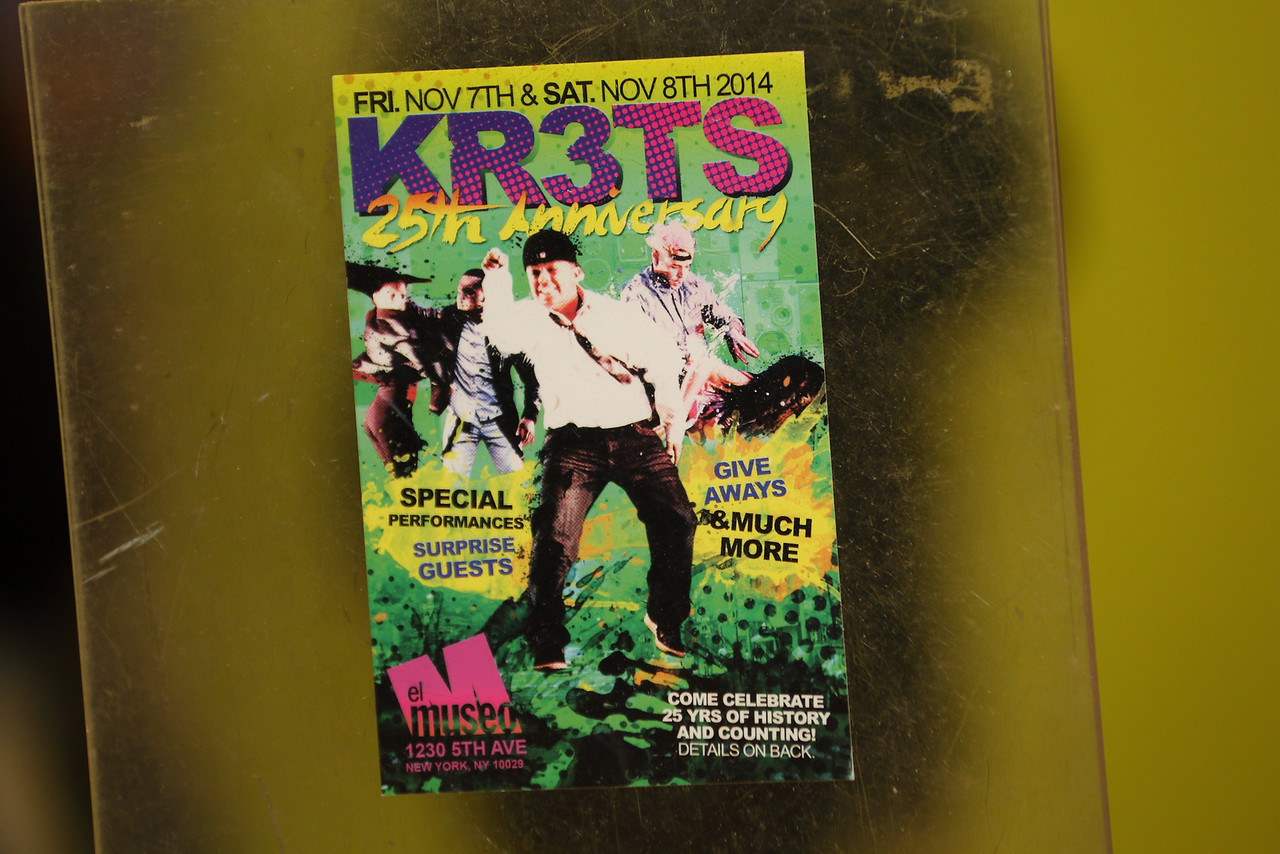 FRI. NOV 7TH & SAT. NOV 8TH 2014
KR3TS
25th Anniversary
SPECIAL
PERFORMANCES
SURPRISE
GUESTS
GIVE
AWAYS
&MUCH
MORE
el
museo
1230 5TH AVE
NEW YORK, NY 10029
COME CELEBRATE
25 YRS OF HISTORY
AND COUNTING!
DETAILS ON BACK.